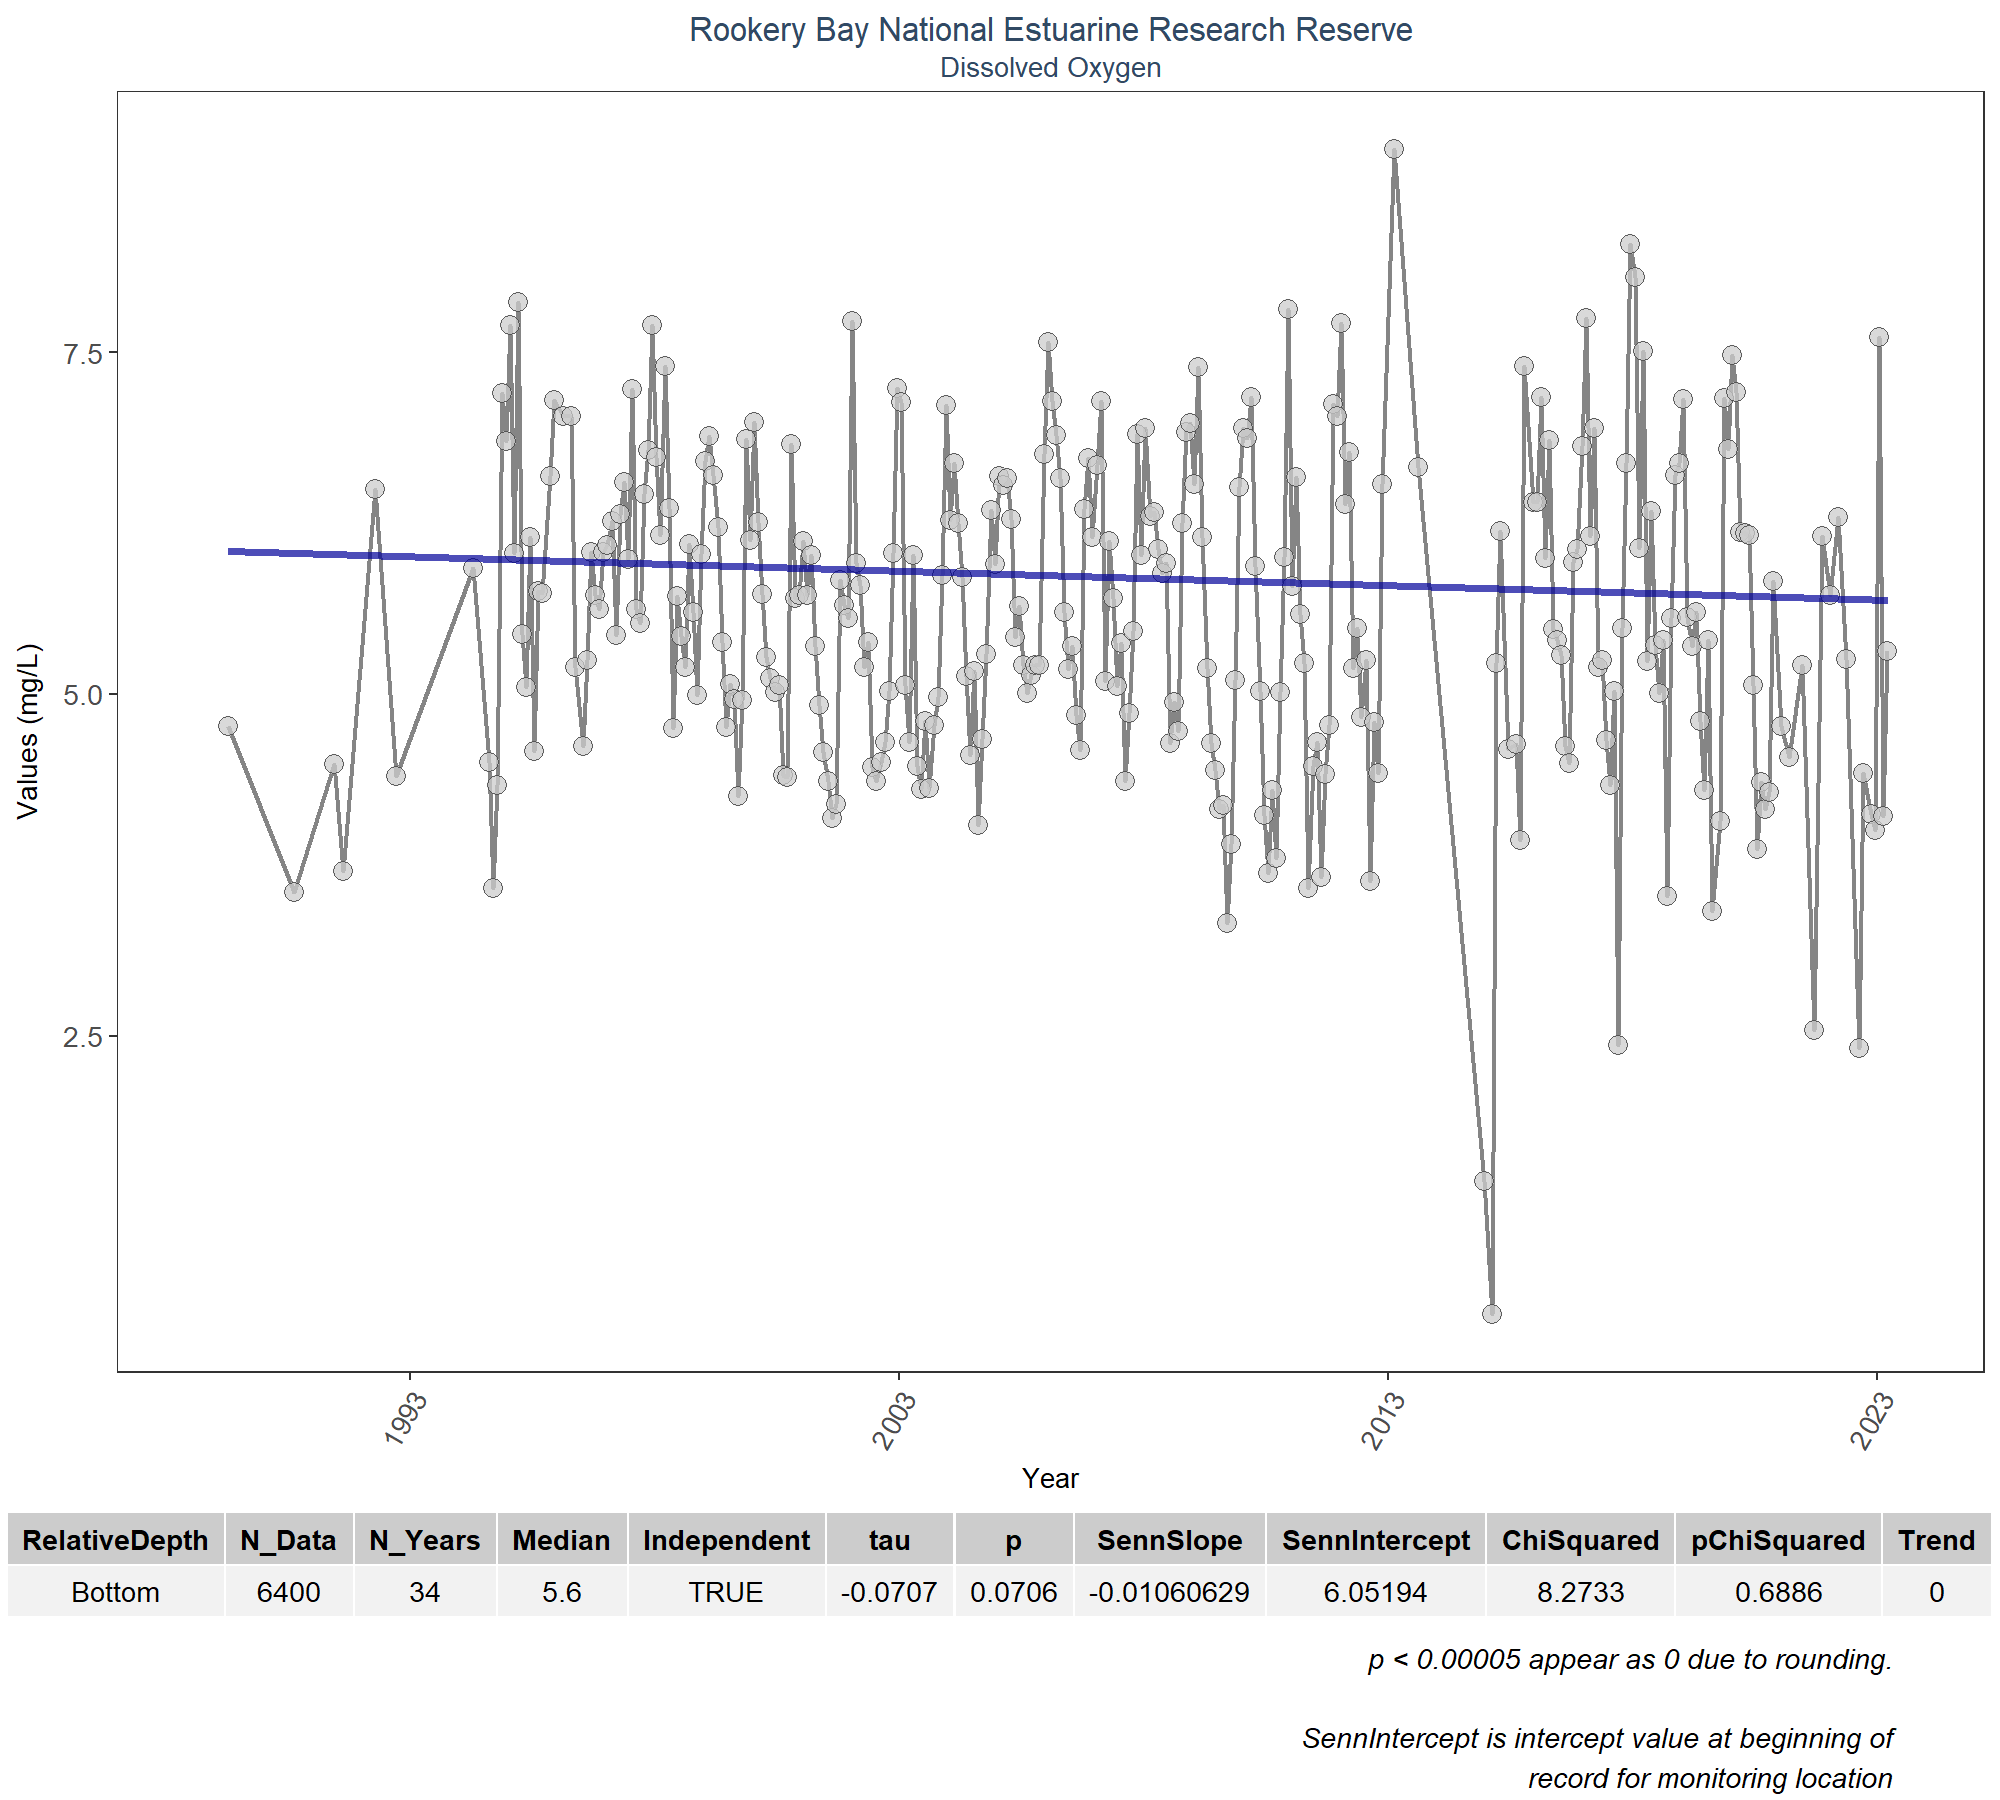 Rookery Bay National Estuarine Research Reserve
Dissolved Oxygen
Values (mg/L)
7.5
5.0
2.5
1993 2003 2013 2023
Year
RelativeDepth N_Data N_Years Median Independent tau p SennSlope SennIntercept ChiSquared pChiSquared Trend
Bottom 6400 34 5.6 TRUE -0.0707 0.0706 -0.01060629 6.05194 8.2733 0.6886 0
p < 0.00005 appear as 0 due to rounding.
SennIntercept is intercept value at beginning of
record for monitoring location